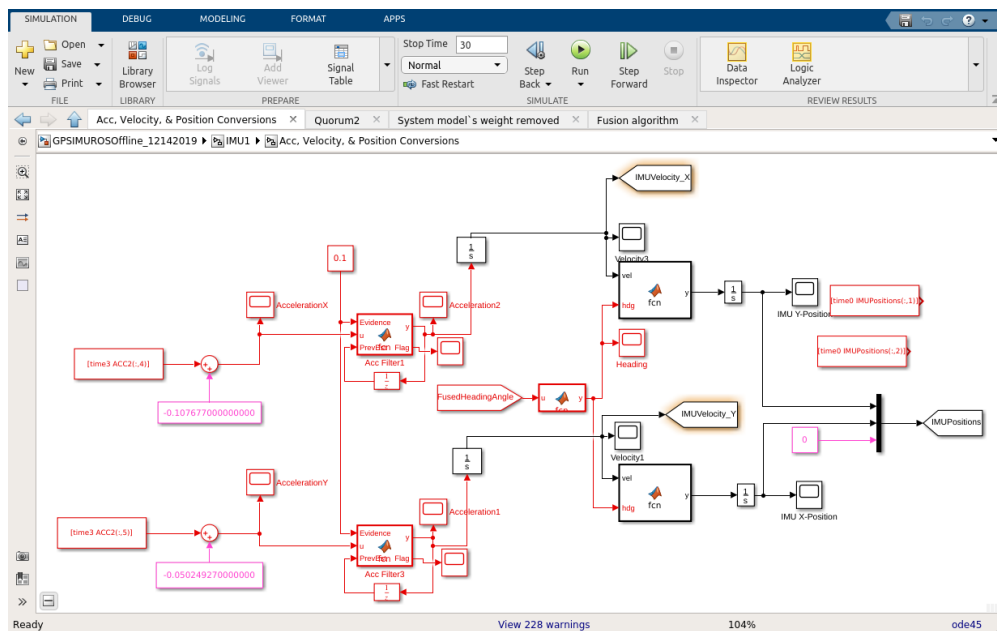 SIMULATION
DEBUG
MODELING
FORMAT
APPS
New
Open
Save
Print
FILE
Library
Browser
LIBRARY
Log
Signals
Add
Viewer
Signal
Table
PREPARE
Stop Time 30
Normal
Fast Restart
Step
Back
Run
Step
Forward
Stop
SIMULATE
Data
Inspector
Logic
Analyzer
REVIEW RESULTS
Acc, Velocity, & Position Conversions
Quorum2
System model`s weight removed
Fusion algorithm
GPSIMUROSOffline_12142019
IMU1
Acc, Velocity, & Position Conversions
IMUVelocity_X
Velocity3
1
s
0.1
AccelerationX
Acceleration2
Evidence
u
y
Flag
fcn
Acc Filter1
[time3 ACC2(:,4)]
-0.107677000000000
vel
hdg
fcn
y
1
s
IMU Y-Position
[time0 IMUPositions(:,1)]
[time0 IMUPositions(:,2)]
Heading
FusedHeadingAngle
u
y
fcn
IMUVelocity_Y
Velocity1
1
s
IMUPositions
0
AccelerationY
Acceleration1
[time3 ACC2(:,5)]
-0.050249270000000
Evidence
u
y
Flag
fcn
Acc Filter3
vel
hdg
fcn
y
1
s
IMU X-Position
Ready
View 228 warnings
104%
ode45